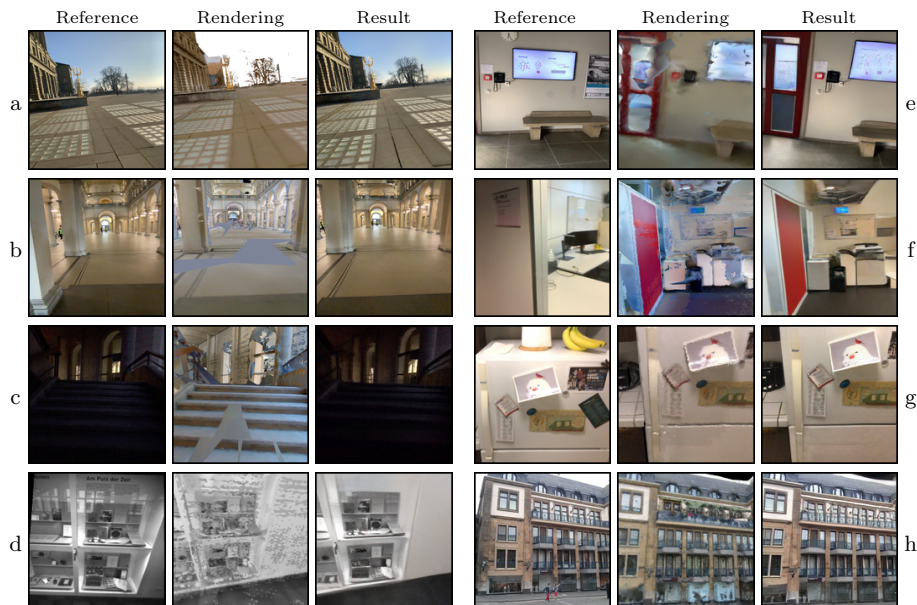 Reference Rendering Result Reference Rendering Result
a
e
b
f
c
g
Am Puls der Zeit
d
h